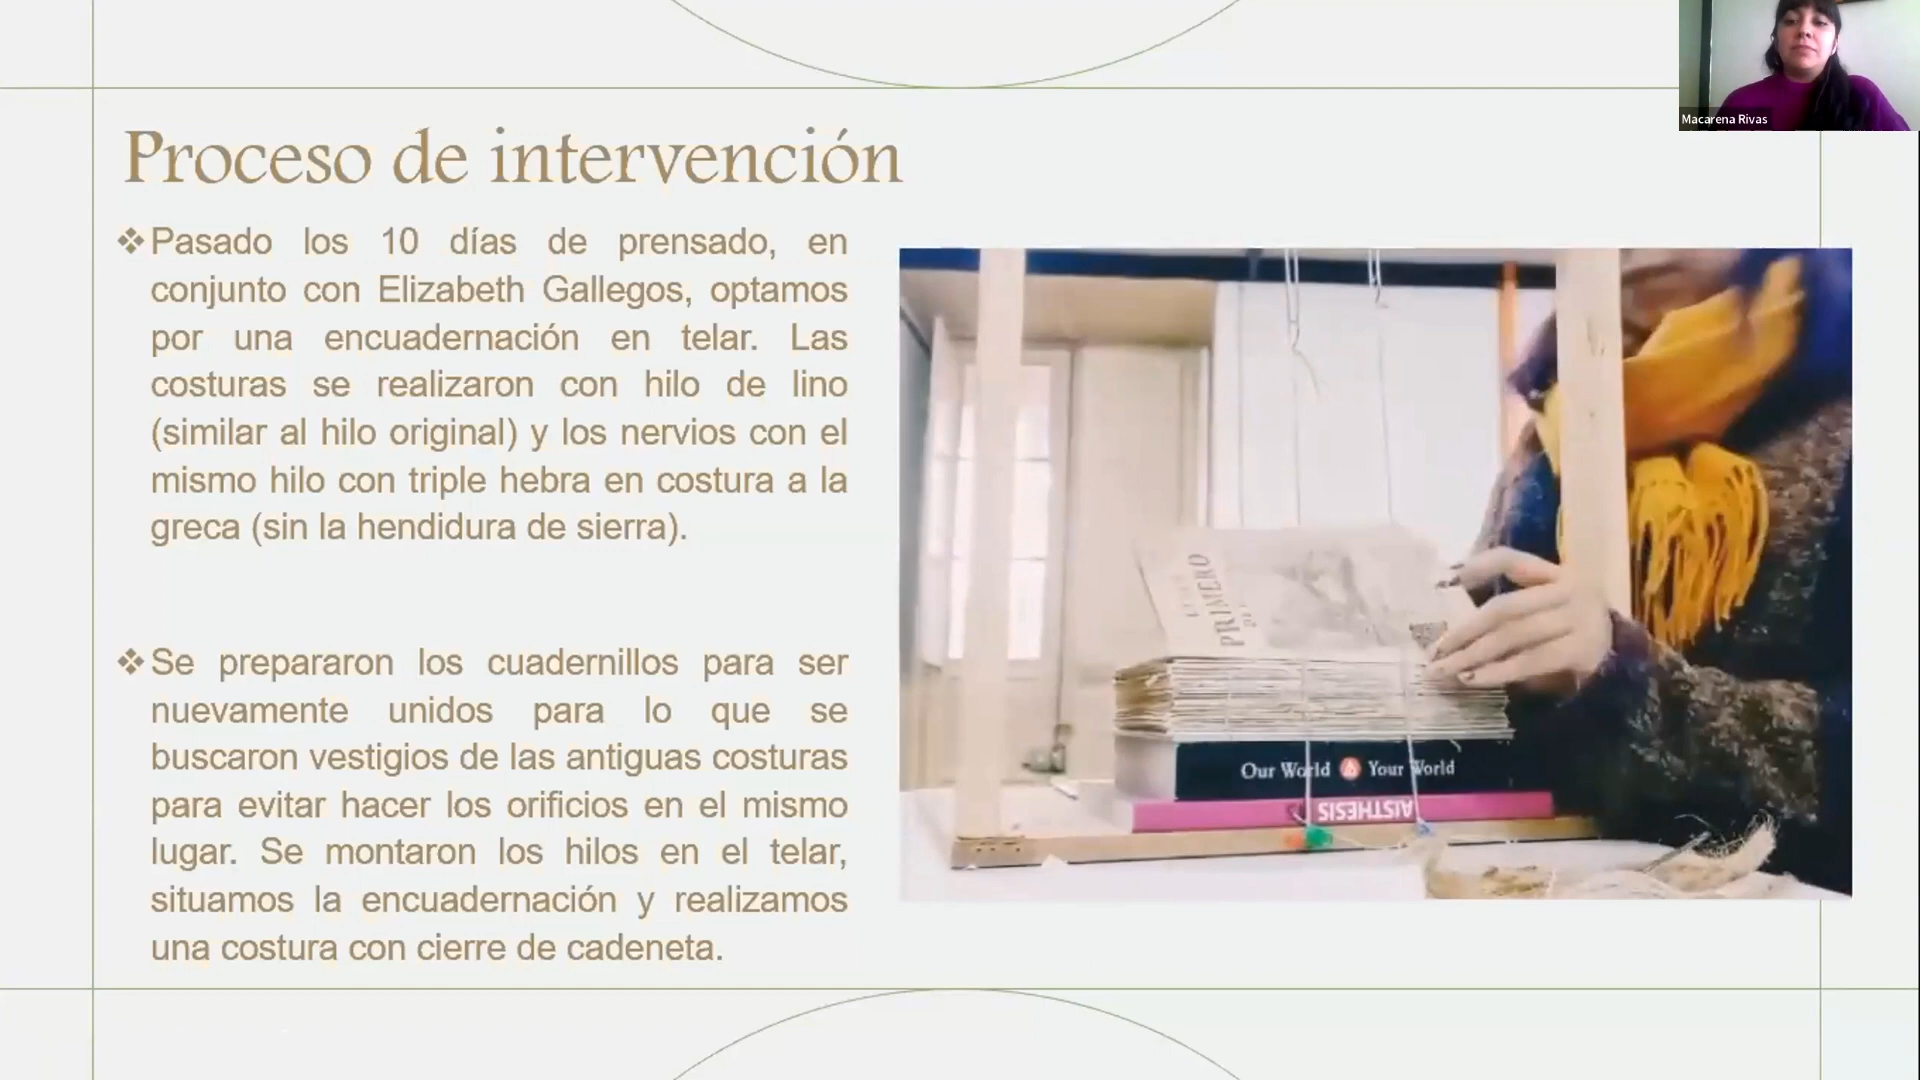 Macarena Rivas
Proceso de intervención
❖Pasado los 10 días de prensado, en
conjunto con Elizabeth Gallegos, optamos
por una encuadernación en telar. Las
costuras se realizaron con hilo de lino
(similar al hilo original) y los nervios con el
mismo hilo con triple hebra en costura a la
greca (sin la hendidura de sierra).
❖Se prepararon los cuadernillos para ser
nuevamente unidos para lo que se
buscaron vestigios de las antiguas costuras
para evitar hacer los orificios en el mismo
lugar. Se montaron los hilos en el telar,
situamos la encuadernación y realizamos
una costura con cierre de cadeneta.
PRIMERO
Our World Your World
AISTHESIS